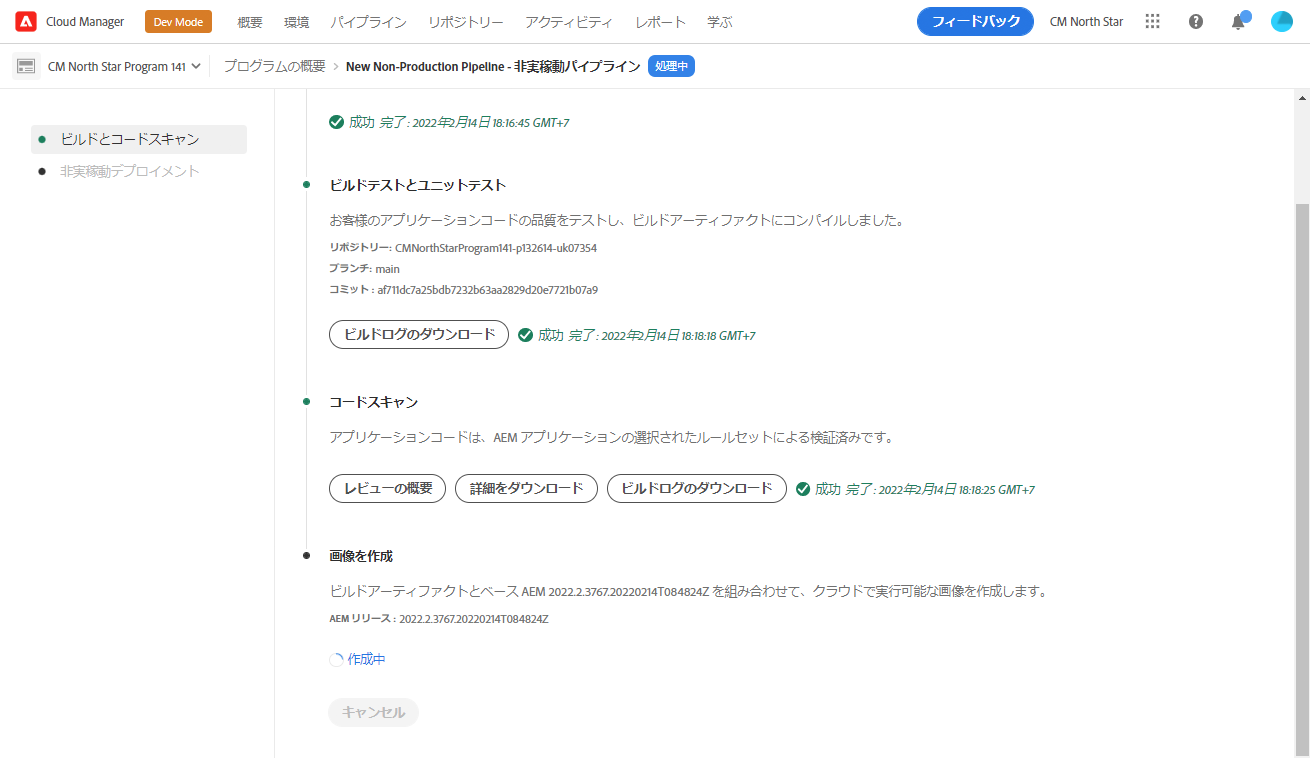 Cloud Manager Dev Mode 概要 環境 パイプライン リポジトリー アクティビティ レポート 学ぶ フィードバック CM North Star
CM North Star Program 141 プログラムの概要 > New Non-Production Pipeline - 非実稼動パイプライン 処理中
ビルドとコードスキャン
非実稼動デプロイメント
成功 完了 : 2022年2月14日 18:16:45 GMT+7
ビルドテストとユニットテスト
お客様のアプリケーションコードの品質をテストし、ビルドアーティファクトにコンパイルしました。
リポジトリー: CMNorthStarProgram141-p132614-uk07354
ブランチ: main
コミット : af711dc7a25bdb7232b63aa2829d20e7721b07a9
ビルドログのダウンロード 成功 完了 : 2022年2月14日 18:18:18 GMT+7
コードスキャン
アプリケーションコードは、AEM アプリケーションの選択されたルールセットによる検証済みです。
レビューの概要 詳細をダウンロード ビルドログのダウンロード 成功 完了 : 2022年2月14日 18:18:25 GMT+7
画像を作成
ビルドアーティファクトとベース AEM 2022.2.3767.20220214T084824Z を組み合わせて、クラウドで実行可能な画像を作成します。
AEM リリース : 2022.2.3767.20220214T084824Z
作成中
キャンセル